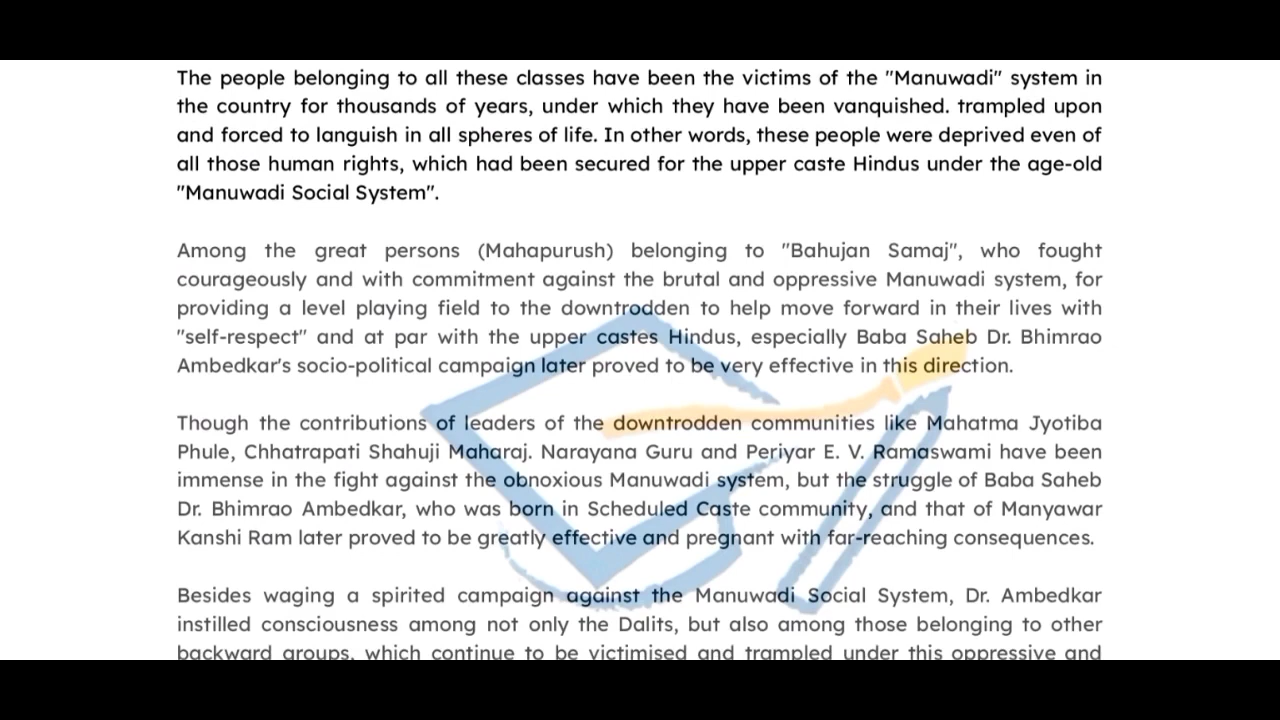 The people belonging to all these classes have been the victims of the "Manuwadi" system in
the country for thousands of years, under which they have been vanquished. trampled upon
and forced to languish in all spheres of life. In other words, these people were deprived even of
all those human rights, which had been secured for the upper caste Hindus under the age-old
"Manuwadi Social System".
Among the great persons (Mahapurush) belonging to "Bahujan Samaj", who fought
courageously and with commitment against the brutal and oppressive Manuwadi system, for
providing a level playing field to the downtrodden to help move forward in their lives with
"self-respect" and at par with the upper castes Hindus, especially Baba Saheb Dr. Bhimrao
Ambedkar's socio-political campaign later proved to be very effective in this direction.
Though the contributions of leaders of the downtrodden communities like Mahatma Jyotiba
Phule, Chhatrapati Shahuji Maharaj. Narayana Guru and Periyar E. V. Ramaswami have been
immense in the fight against the obnoxious Manuwadi system, but the struggle of Baba Saheb
Dr. Bhimrao Ambedkar, who was born in Scheduled Caste community, and that of Manyawar
Kanshi Ram later proved to be greatly effective and pregnant with far-reaching consequences.
Besides waging a spirited campaign against the Manuwadi Social System, Dr. Ambedkar
instilled consciousness among not only the Dalits, but also among those belonging to other
backward groups, which continue to be victimised and trampled under this oppressive and